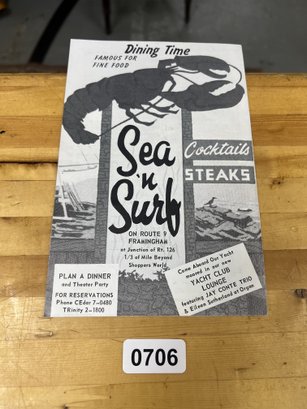 Dining Time
FAMOUS FOR
FINE FOOD
Sea
'n
Surf
Cocktails
STEAKS
ON ROUTE 9
FRAMINGHAM
at Junction of Rt. 126
1/5 of Mile Beyond
Shoppers World
PLAN A DINNER
and Theater Party
FOR RESERVATIONS
Phone CEdar 7-0480
TRinity 2-1800
Come Aboard Our Yacht
moored in our new
YACHT CLUB
LOUNGE
featuring JAY CONTE TRIO
& Eileen Sutherland at Organ
0706